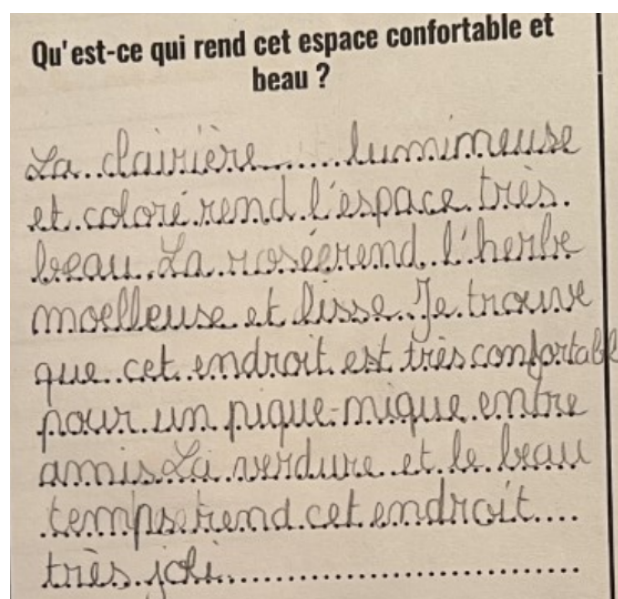 Qu'est-ce qui rend cet espace confortable et
beau ?
La clairière lumineuse
et coloré rend l'espace très
beau. La rosée rend l'herbe
moelleuse et lisse. Je trouve
que cet endroit est très confortabl
pour un pique-nique entre
amis. La verdure et le beau
temps rend cet endroit
très joli